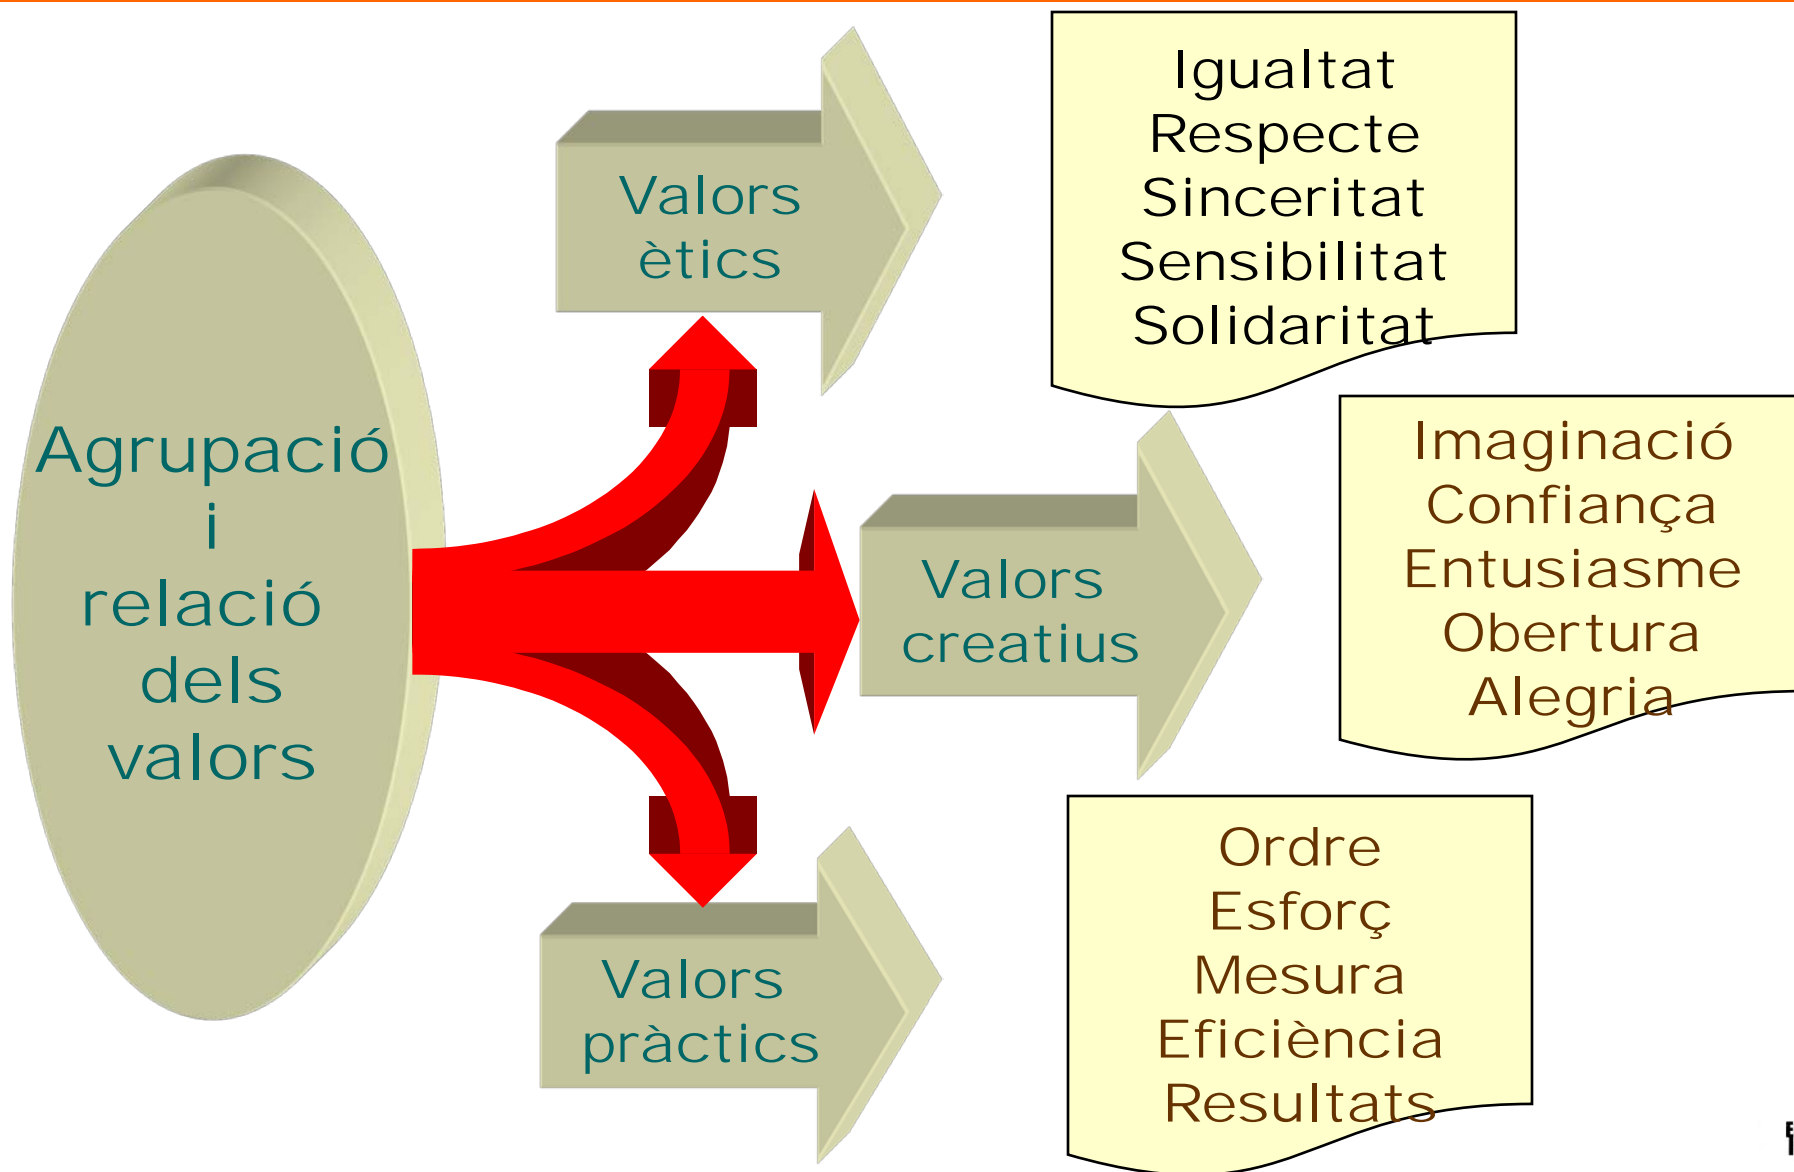 Agrupació
i
relació
dels
valors
Valors
ètics
Igualtat
Respecte
Sinceritat
Sensibilitat
Solidaritat
Valors
creatius
Imaginació
Confiança
Entusiasme
Obertura
Alegria
Valors
pràctics
Ordre
Esforç
Mesura
Eficiència
Resultats